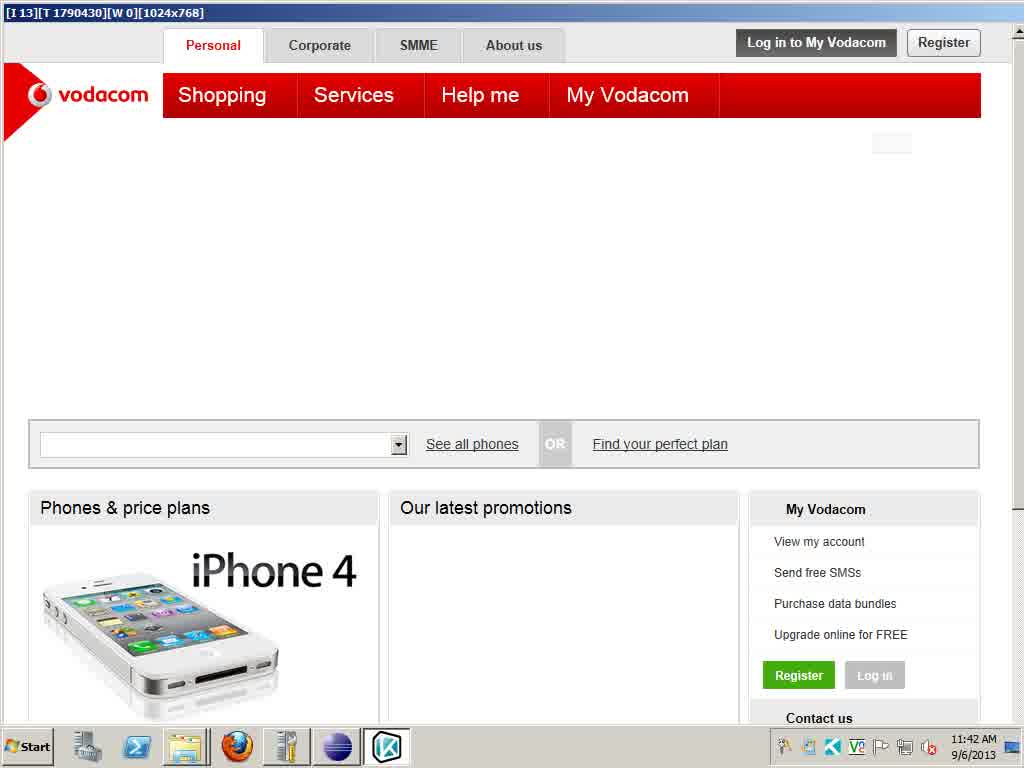 [I 13][T 1790430][W 0][1024x768]
Personal Corporate SMME About us Log in to My Vodacom Register
vodacom Shopping Services Help me My Vodacom
See all phones OR Find your perfect plan
Phones & price plans Our latest promotions My Vodacom
View my account
iPhone 4
Send free SMSs
Purchase data bundles
Upgrade online for FREE
Register Log in
Contact us
Start 11:42 AM
9/6/2013